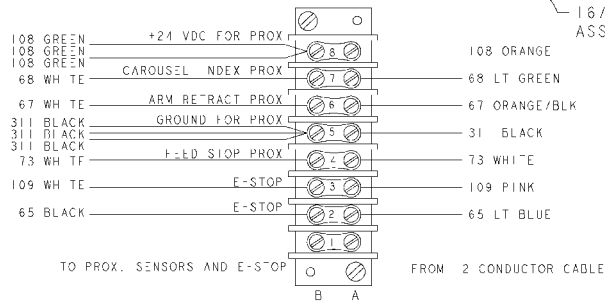 16/
ASS
108 GREEN +24 VDC FOR PROX
108 GREEN
108 GREEN 8 108 ORANGE
68 WH TE CAROUSEL NDEX PROX 7 68 LT GREEN
67 WH TE ARM RETRACT PROX 6 67 ORANGE/BLK
311 BLACK GROUND FOR PROX
311 BLACK 5 31 BLACK
311 BLACK
73 WH TE FEED STOP PROX 4 73 WHITE
109 WH TE E-STOP 3 109 PINK
65 BLACK E-STOP 2 65 LT BLUE
1
TO PROX. SENSORS AND E-STOP FROM 2 CONDUCTOR CABLE
B A